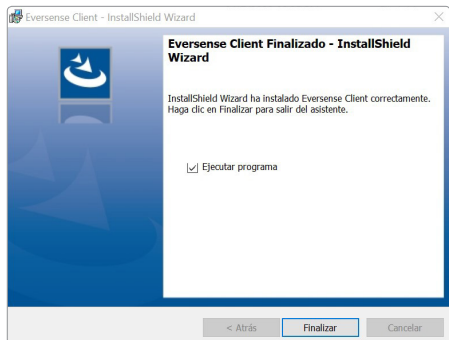 Eversense Client - InstallShield Wizard
Eversense Client Finalizado - InstallShield
Wizard
InstallShield Wizard ha instalado Eversense Client correctamente.
Haga clic en Finalizar para salir del asistente.
Ejecutar programa
< Atrás
Finalizar
Cancelar